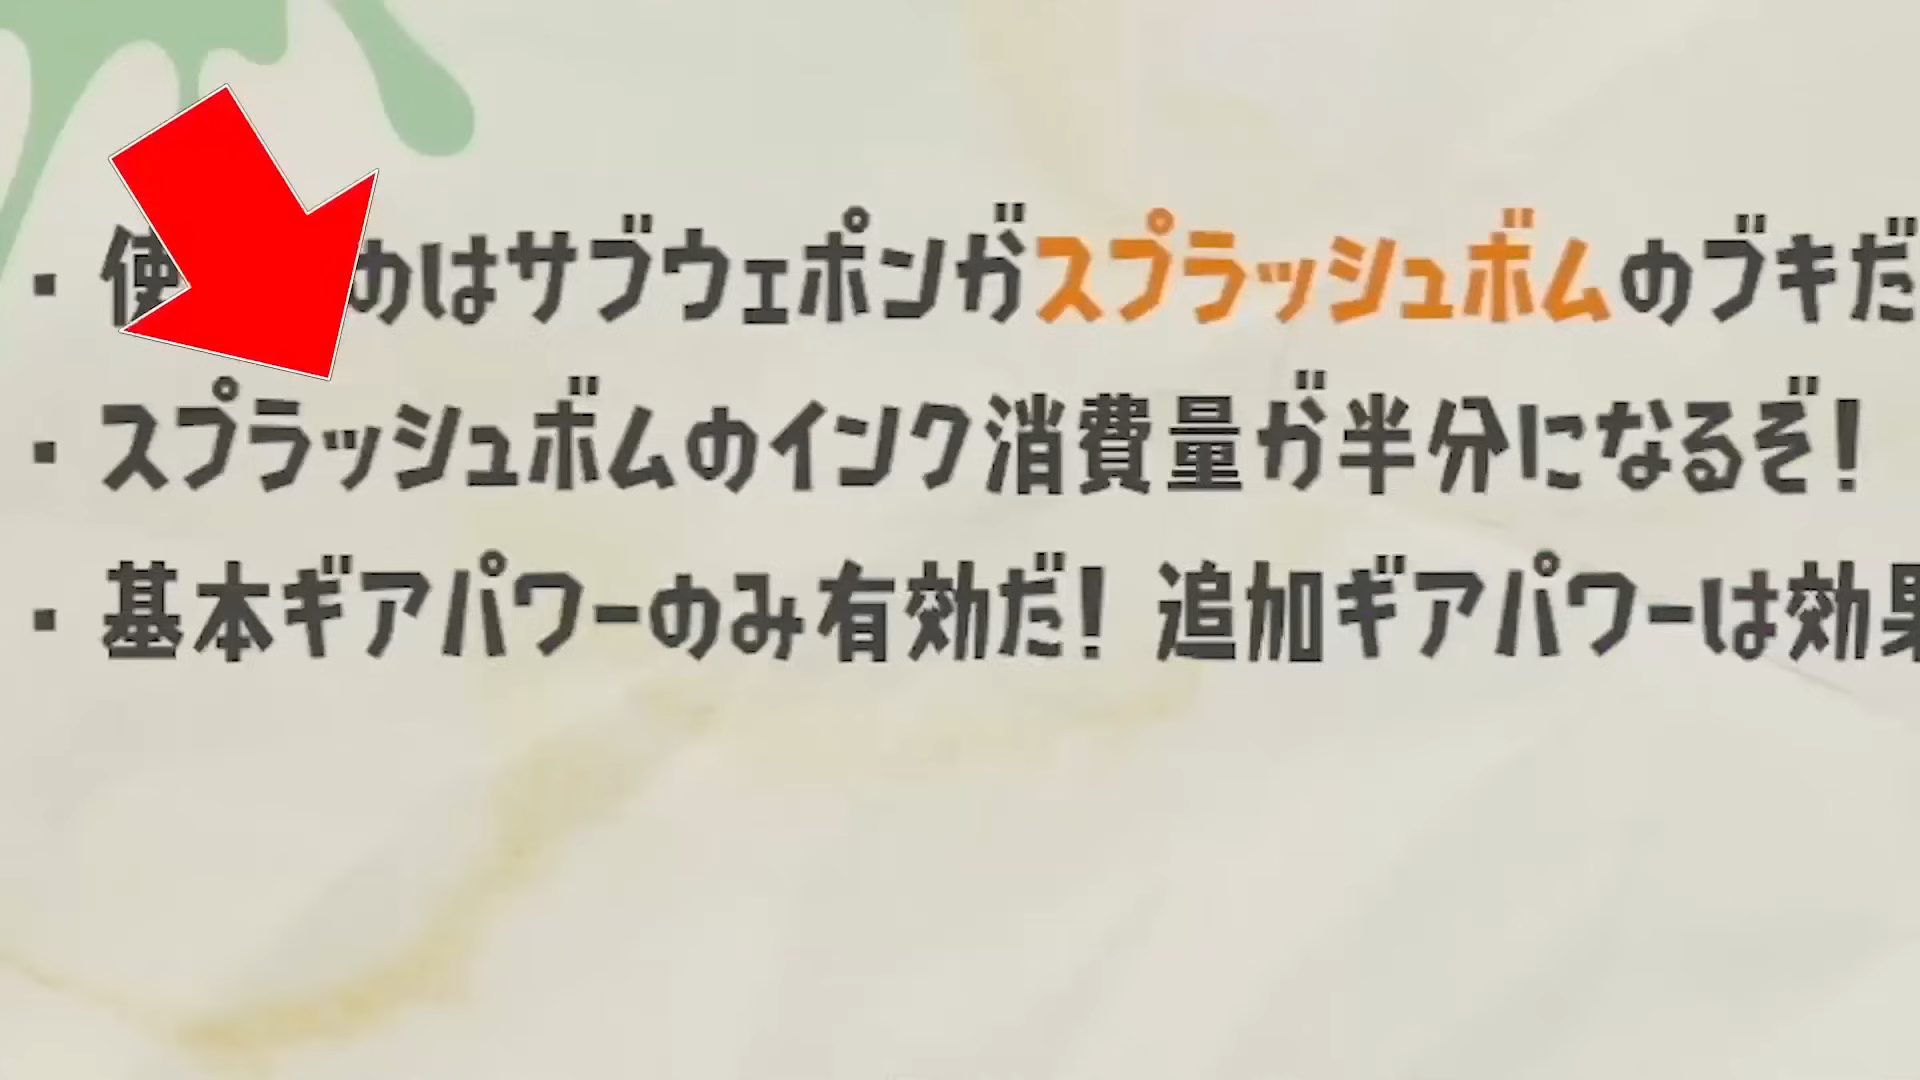 ・使めはサブウェポンがスプラッシュボムのブキだ
・スプラッシュボムのインク消費量が半分になるぞ！
・基本ギアパワーのみ有効だ！ 追加ギアパワーは効果